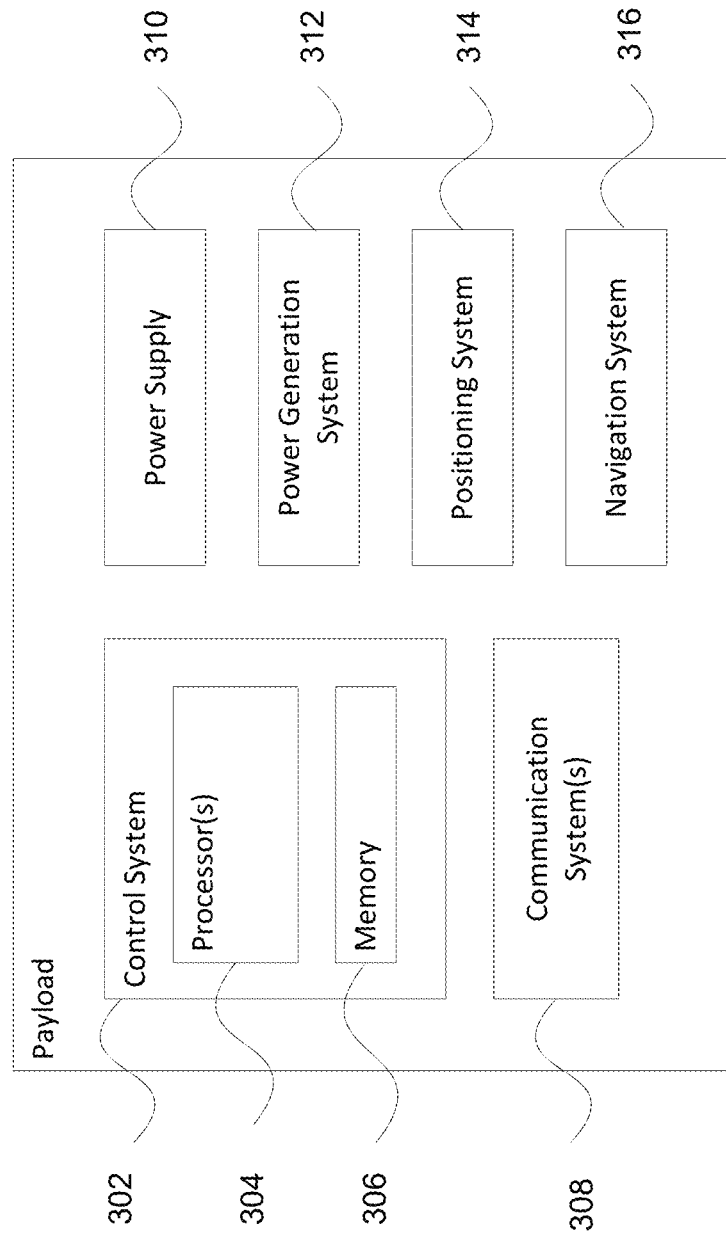 Payload
302
Control System
304
Processor(s)
306
Memory
308
Communication
System(s)
Power Supply
310
Power Generation
System
312
Positioning System
314
Navigation System
316